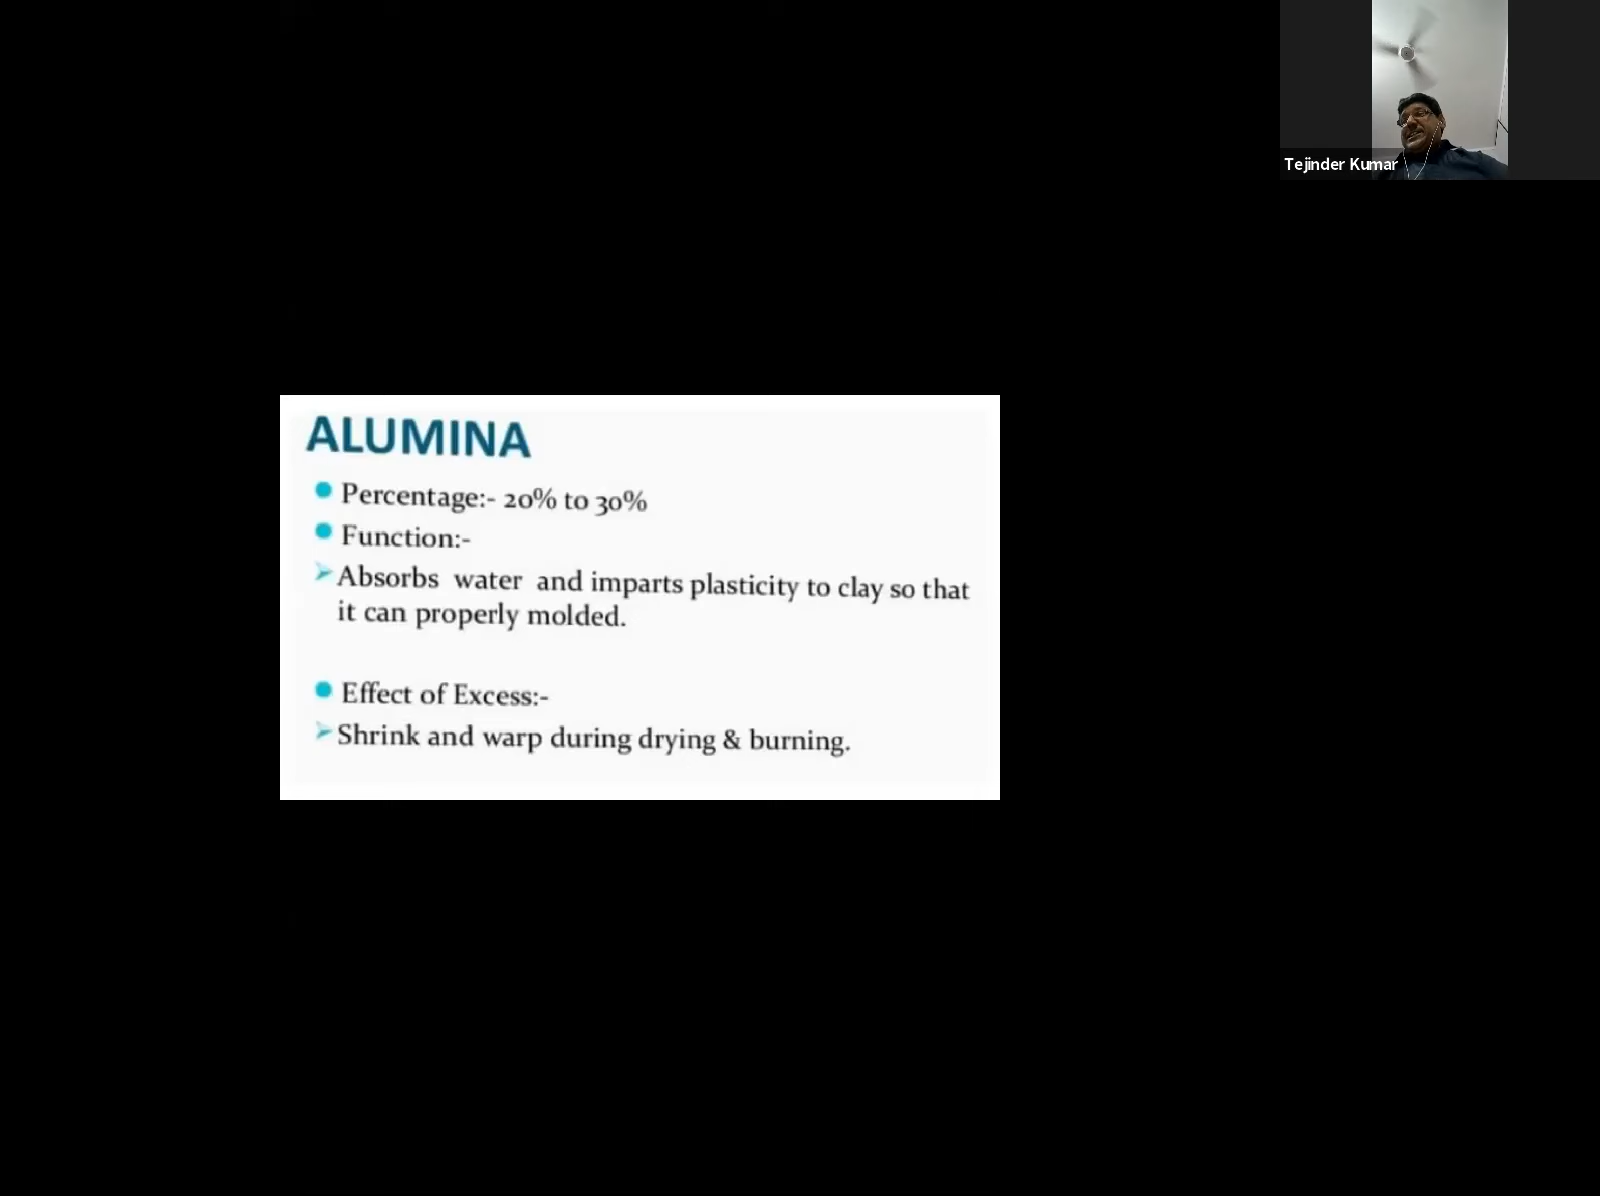 Tejinder Kumar
ALUMINA
Percentage:- 20% to 30%
Function:-
Absorbs water and imparts plasticity to clay so that
it can properly molded.
Effect of Excess:-
Shrink and warp during drying & burning.